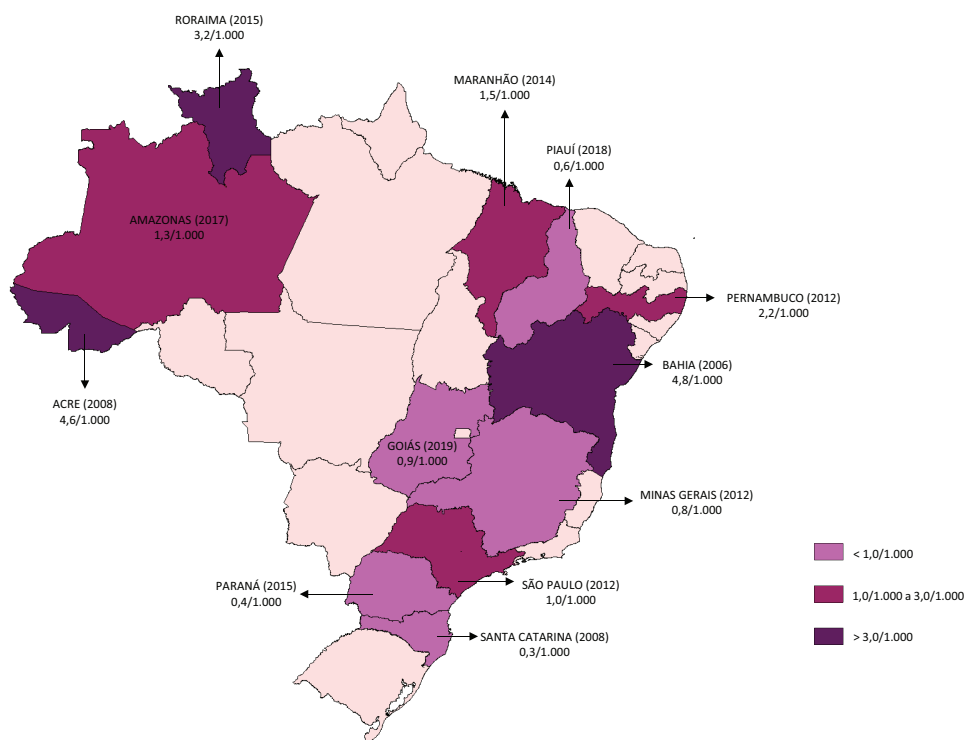 RORAIMA (2015)
3,2/1.000
MARANHÃO (2014)
1,5/1.000
PIAUÍ (2018)
0,6/1.000
AMAZONAS (2017)
1,3/1.000
PERNAMBUCO (2012)
2,2/1.000
BAHIA (2006)
4,8/1.000
ACRE (2008)
4,6/1.000
GOIÁS (2019)
0,9/1.000
MINAS GERAIS (2012)
0,8/1.000
PARANÁ (2015)
0,4/1.000
SÃO PAULO (2012)
1,0/1.000
SANTA CATARINA (2008)
0,3/1.000
< 1,0/1.000
1,0/1.000 a 3,0/1.000
> 3,0/1.000